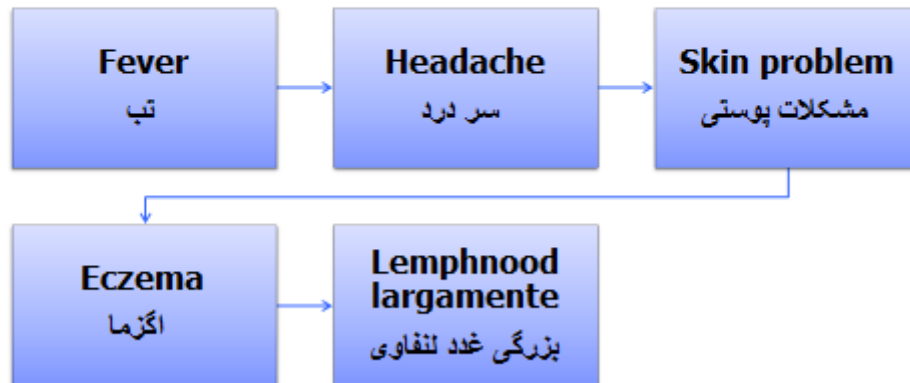 Fever
تب
Headache
سر درد
Skin problem
مشکلات پوستی
Eczema
اگزما
Lemphnood
largamente
بزرگی غدد لنفاوی